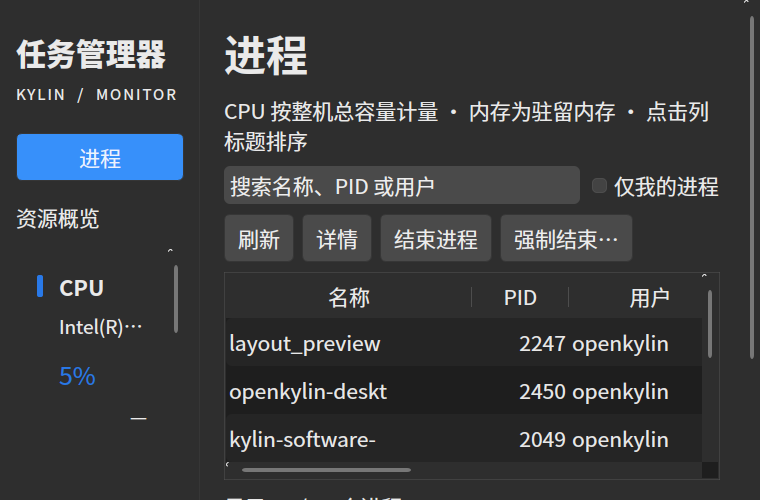 任务管理器
KYLIN / MONITOR
进程
资源概览
CPU
Intel(R)···
5%
进程
CPU 按整机总容量计量 · 内存为驻留内存 · 点击列
标题排序
搜索名称、PID 或用户
仅我的进程
刷新 详情 结束进程 强制结束···
名称 PID 用户
layout_preview 2247 openkylin
openkylin-deskt 2450 openkylin
kylin-software- 2049 openkylin